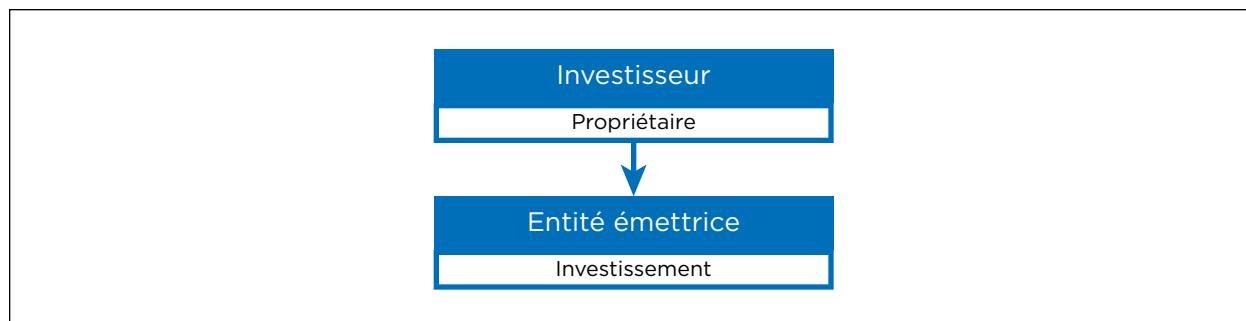 Investisseur
Propriétaire
Entité émettrice
Investissement